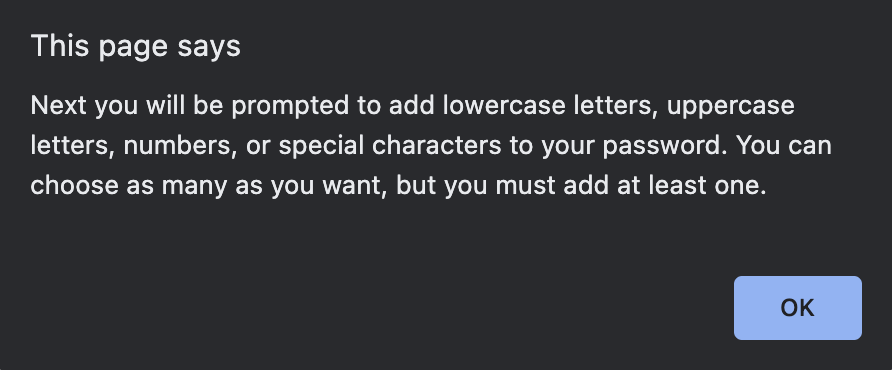 This page says
Next you will be prompted to add lowercase letters, uppercase
letters, numbers, or special characters to your password. You can
choose as many as you want, but you must add at least one.
OK